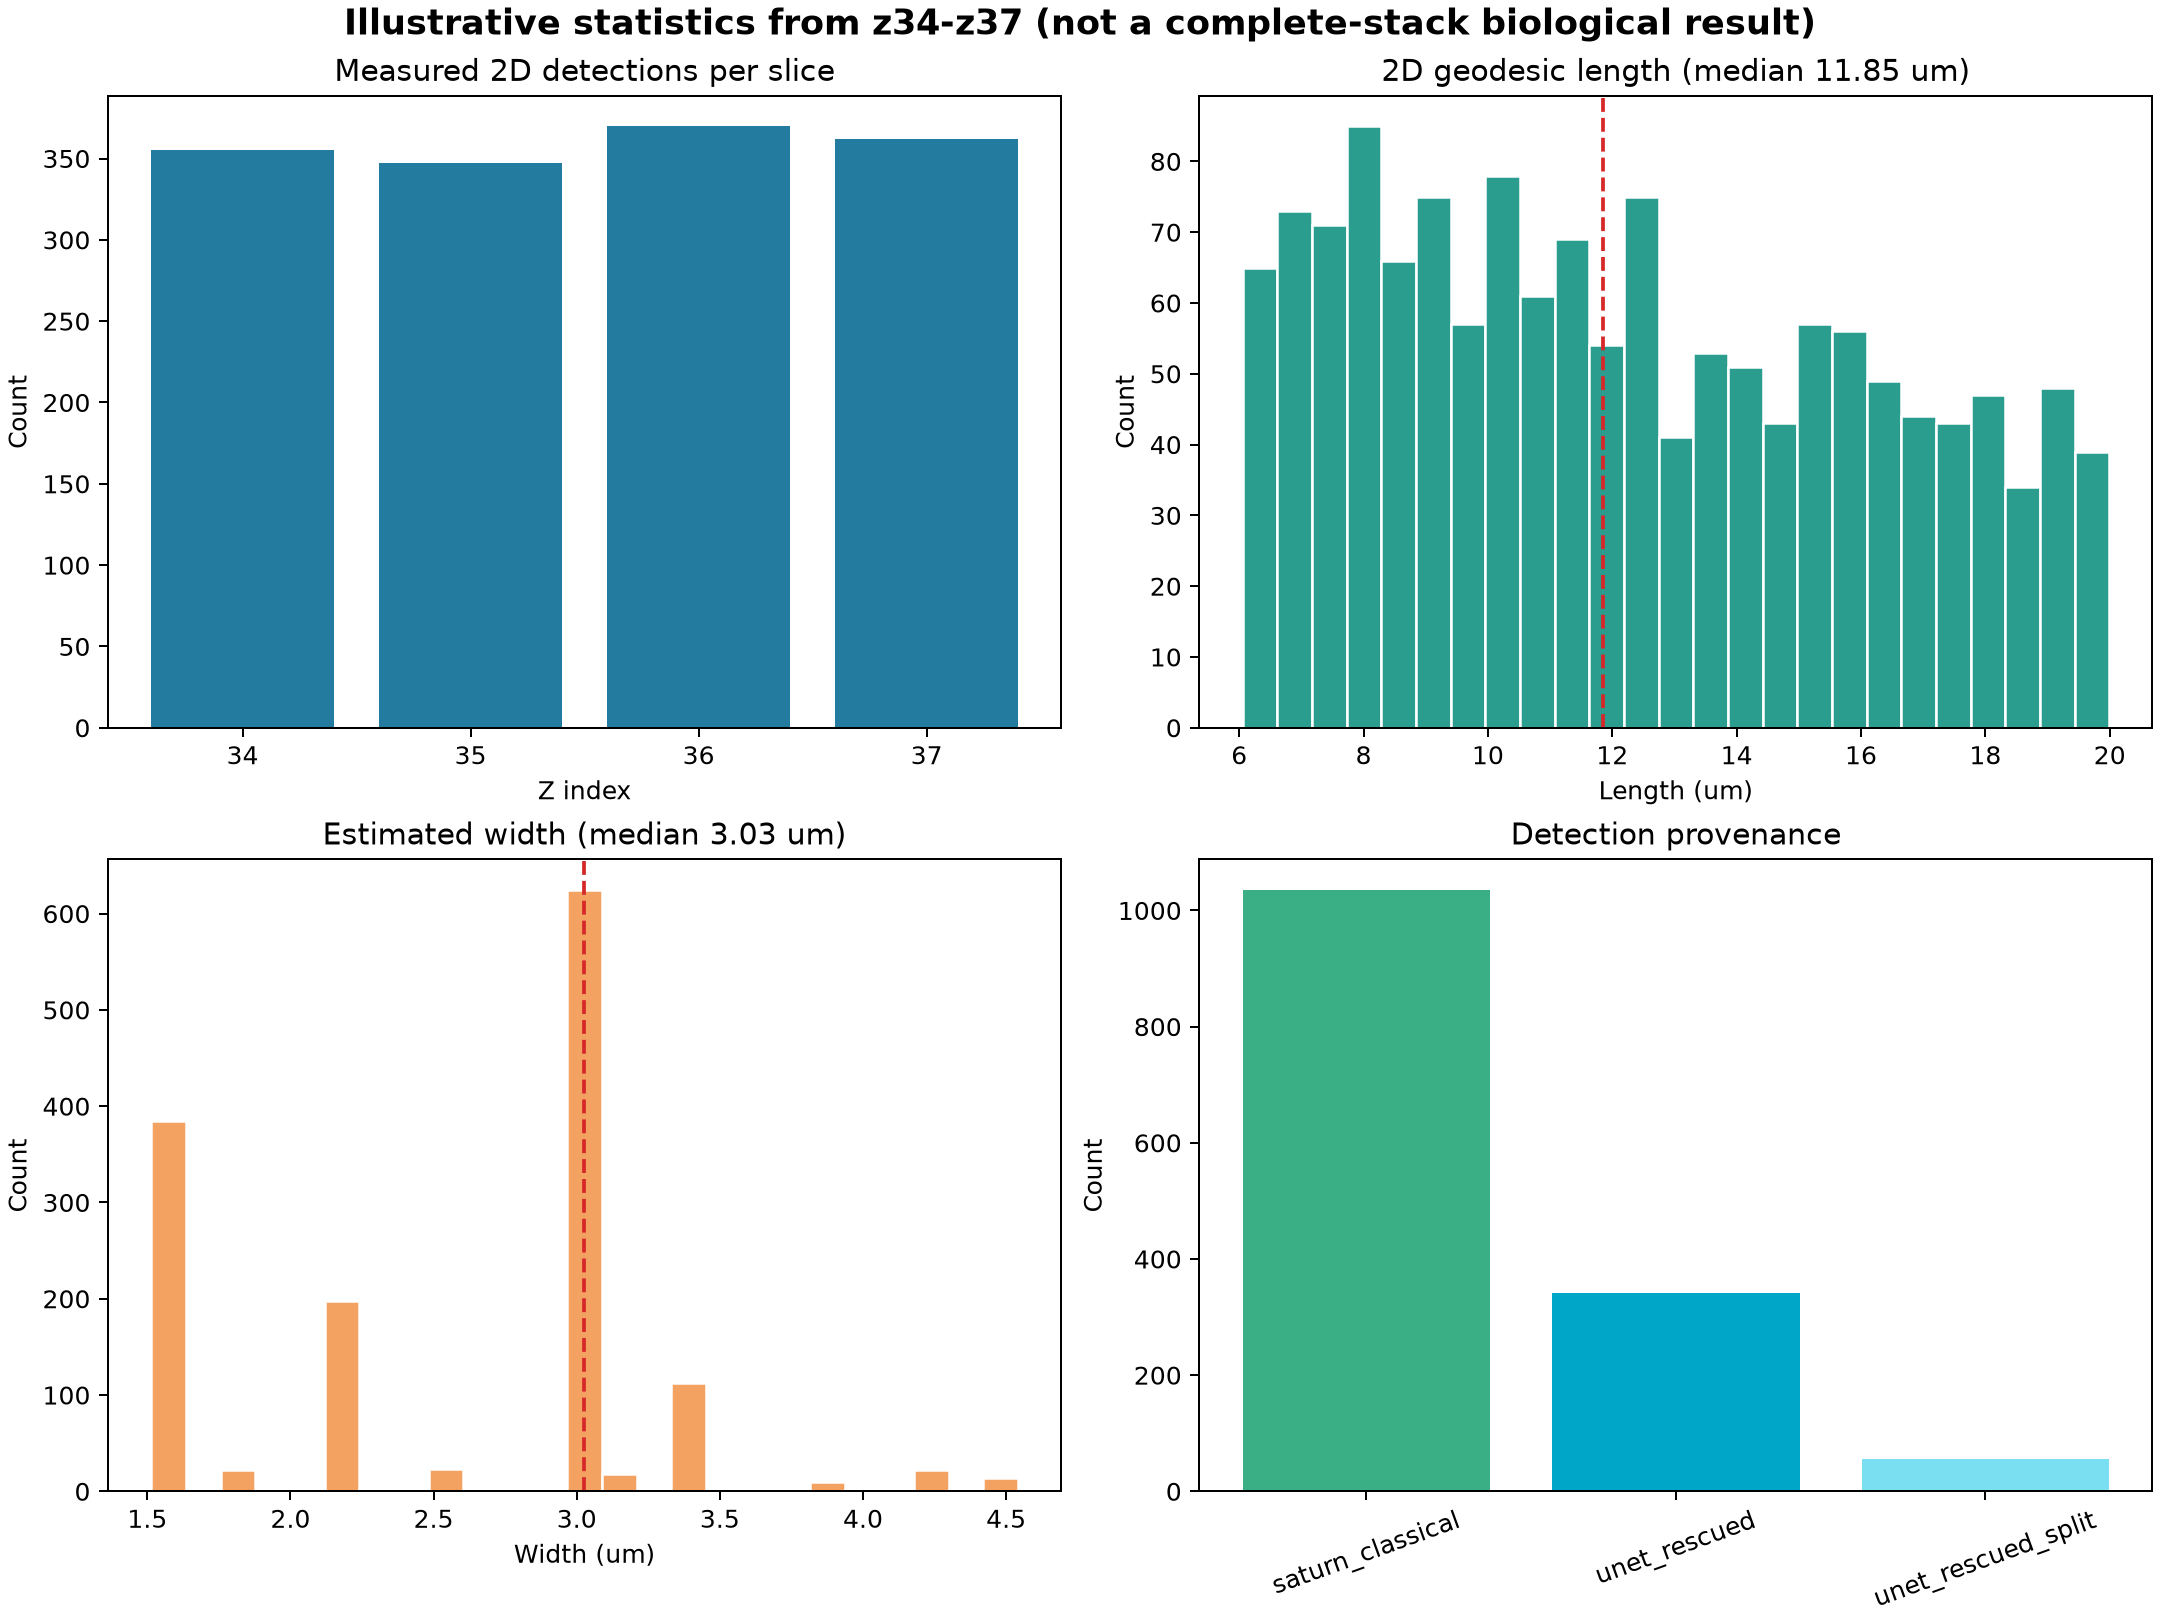 Illustrative statistics from z34-z37 (not a complete-stack biological result)
Measured 2D detections per slice
Count
350
300
250
200
150
100
50
0
34 35 36 37
Z index
2D geodesic length (median 11.85 um)
Count
80
70
60
50
40
30
20
10
0
6 8 10 12 14 16 18 20
Length (um)
Estimated width (median 3.03 um)
Count
600
500
400
300
200
100
0
1.5 2.0 2.5 3.0 3.5 4.0 4.5
Width (um)
Detection provenance
Count
1000
800
600
400
200
0
saturn_classical unet_rescued unet_rescued_split